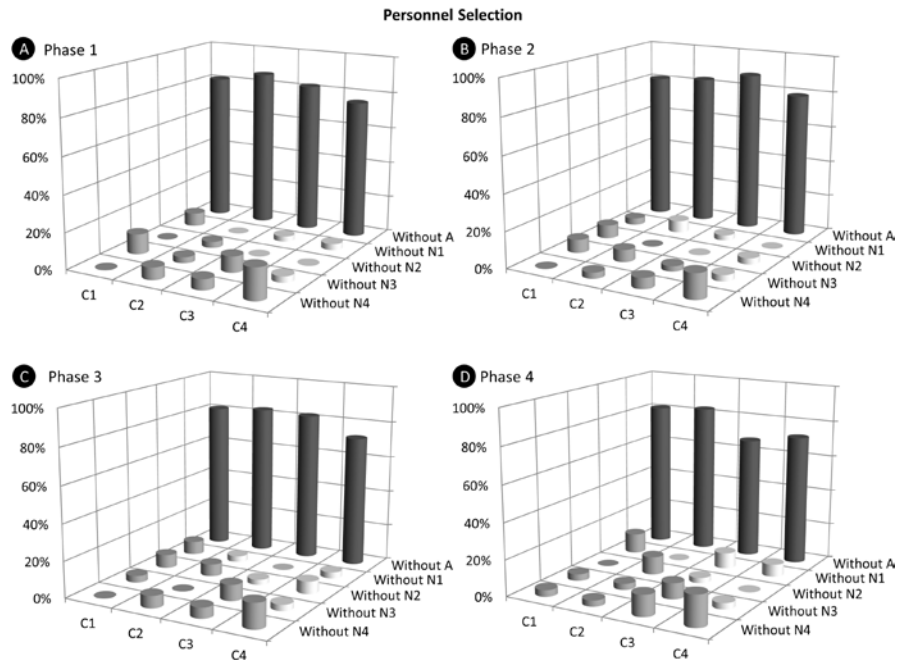 Personnel Selection
A Phase 1
100%
80%
60%
40%
20%
0%
C1
C2
C3
C4
Without A
Without N1
Without N2
Without N3
Without N4
B Phase 2
100%
80%
60%
40%
20%
0%
C1
C2
C3
C4
Without A
Without N1
Without N2
Without N3
Without N4
C Phase 3
100%
80%
60%
40%
20%
0%
C1
C2
C3
C4
Without A
Without N1
Without N2
Without N3
Without N4
D Phase 4
100%
80%
60%
40%
20%
0%
C1
C2
C3
C4
Without A
Without N1
Without N2
Without N3
Without N4